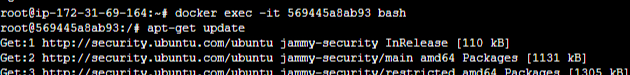 root@ip-172-31-69-164:~# docker exec -it 569445a8ab93 bash
root@569445a8ab93:/# apt-get update
Get:1 http://security.ubuntu.com/ubuntu jammy-security InRelease [110 kB]
Get:2 http://security.ubuntu.com/ubuntu jammy-security/main amd64 Packages [1131 kB]
Get:3 http://security.ubuntu.com/ubuntu jammy-security/restricted amd64 Packages [1305 kB]